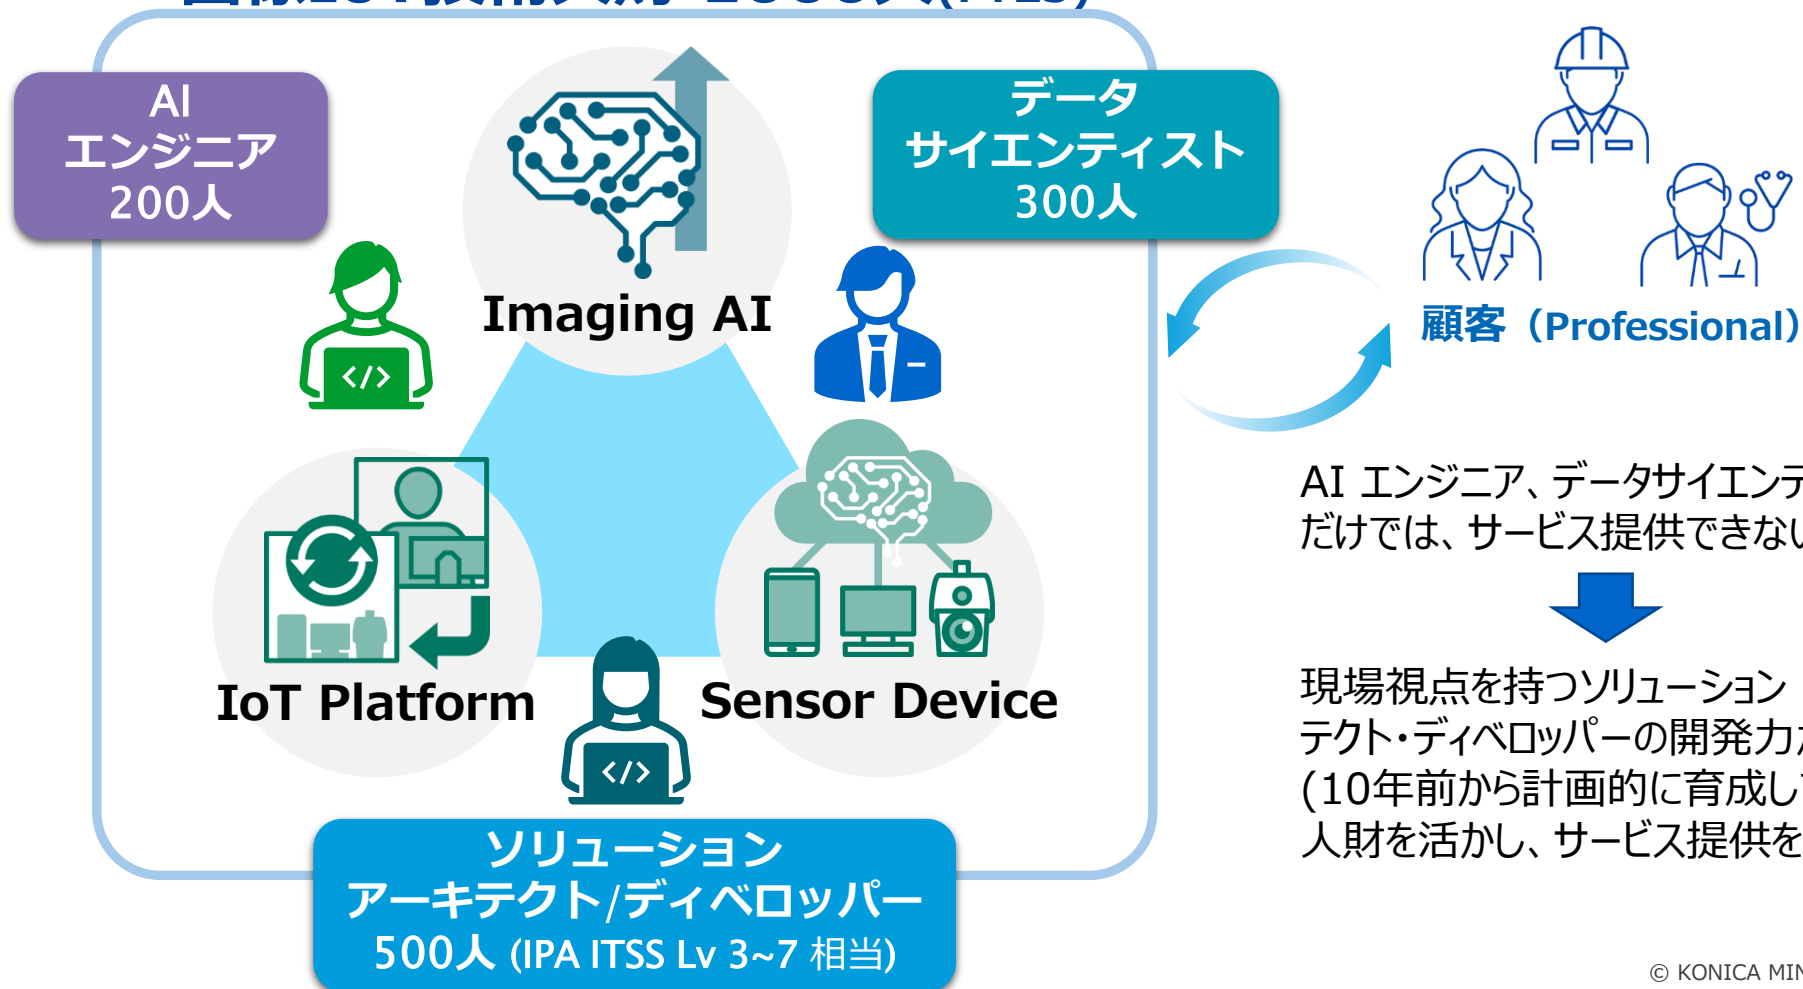 AI
エンジニア
200人
データ
サイエンティスト
300人
Imaging AI
顧客（Professional）
AI エンジニア、データサイエンテ
だけでは、サービス提供できない
IoT Platform
Sensor Device
現場視点を持つソリューション
テクト・ディベロッパーの開発力
(10年前から計画的に育成し
人財を活かし、サービス提供を
</>
</>
ソリューション
アーキテクト/ディベロッパー
500人 (IPA ITSS Lv 3~7 相当)
© KONICA MIN